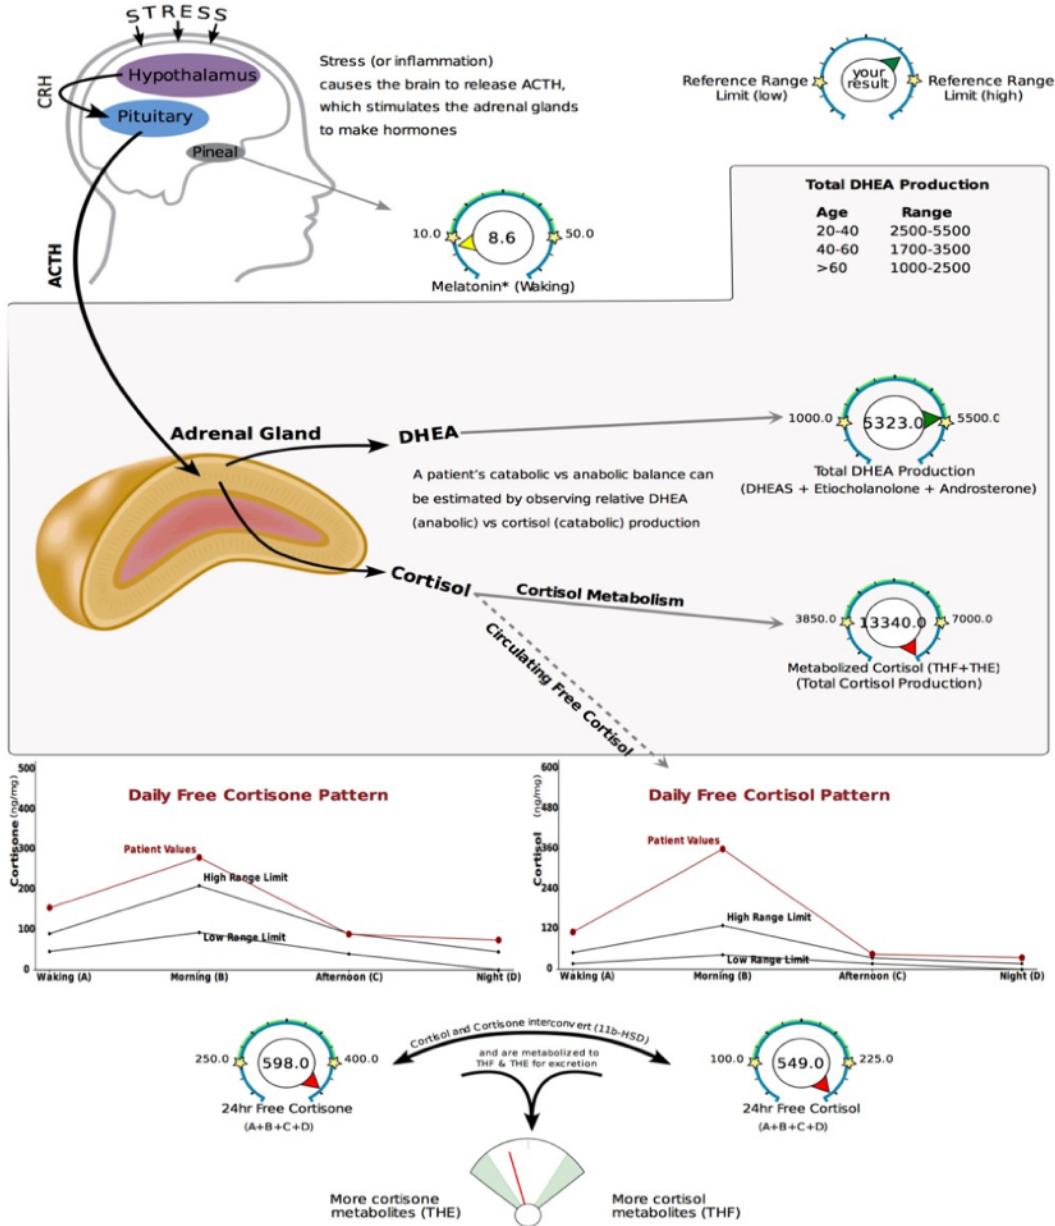 STRESS
Hypothalamus
CRH
Pituitary
Pineal
ACTH
Stress (or inflammation)
causes the brain to release ACTH,
which stimulates the adrenal glands
to make hormones
Reference Range
Limit (low)
your
result
Reference Range
Limit (high)
10.0
8.6
50.0
Melatonin* (Waking)
Total DHEA Production
Age Range
20-40 2500-5500
40-60 1700-3500
>60 1000-2500
Adrenal Gland
DHEA
1000.0
5323.0
5500.0
Total DHEA Production
(DHEAS + Etiocholanolone + Androsterone)
A patient's catabolic vs anabolic balance can
be estimated by observing relative DHEA
(anabolic) vs cortisol (catabolic) production
Cortisol
Cortisol Metabolism
3850.0
13340.0
7000.0
Metabolized Cortisol (THF+THE)
(Total Cortisol Production)
Circulating Free Cortisol
Daily Free Cortisone Pattern
Cortisone (ng/mg)
500
400
300
200
100
0
Patient Values
High Range Limit
Low Range Limit
Waking (A) Morning (B) Afternoon (C) Night (D)
Daily Free Cortisol Pattern
Cortisol (ng/mg)
600
480
360
240
120
0
Patient Values
High Range Limit
Low Range Limit
Waking (A) Morning (B) Afternoon (C) Night (D)
250.0
598.0
400.0
24hr Free Cortisone
(A+B+C+D)
Cortisol and Cortisone interconvert (11b-HSD)
and are metabolized to
THF & THE for excretion
100.0
549.0
225.0
24hr Free Cortisol
(A+B+C+D)
More cortisone
metabolites (THE)
More cortisol
metabolites (THF)